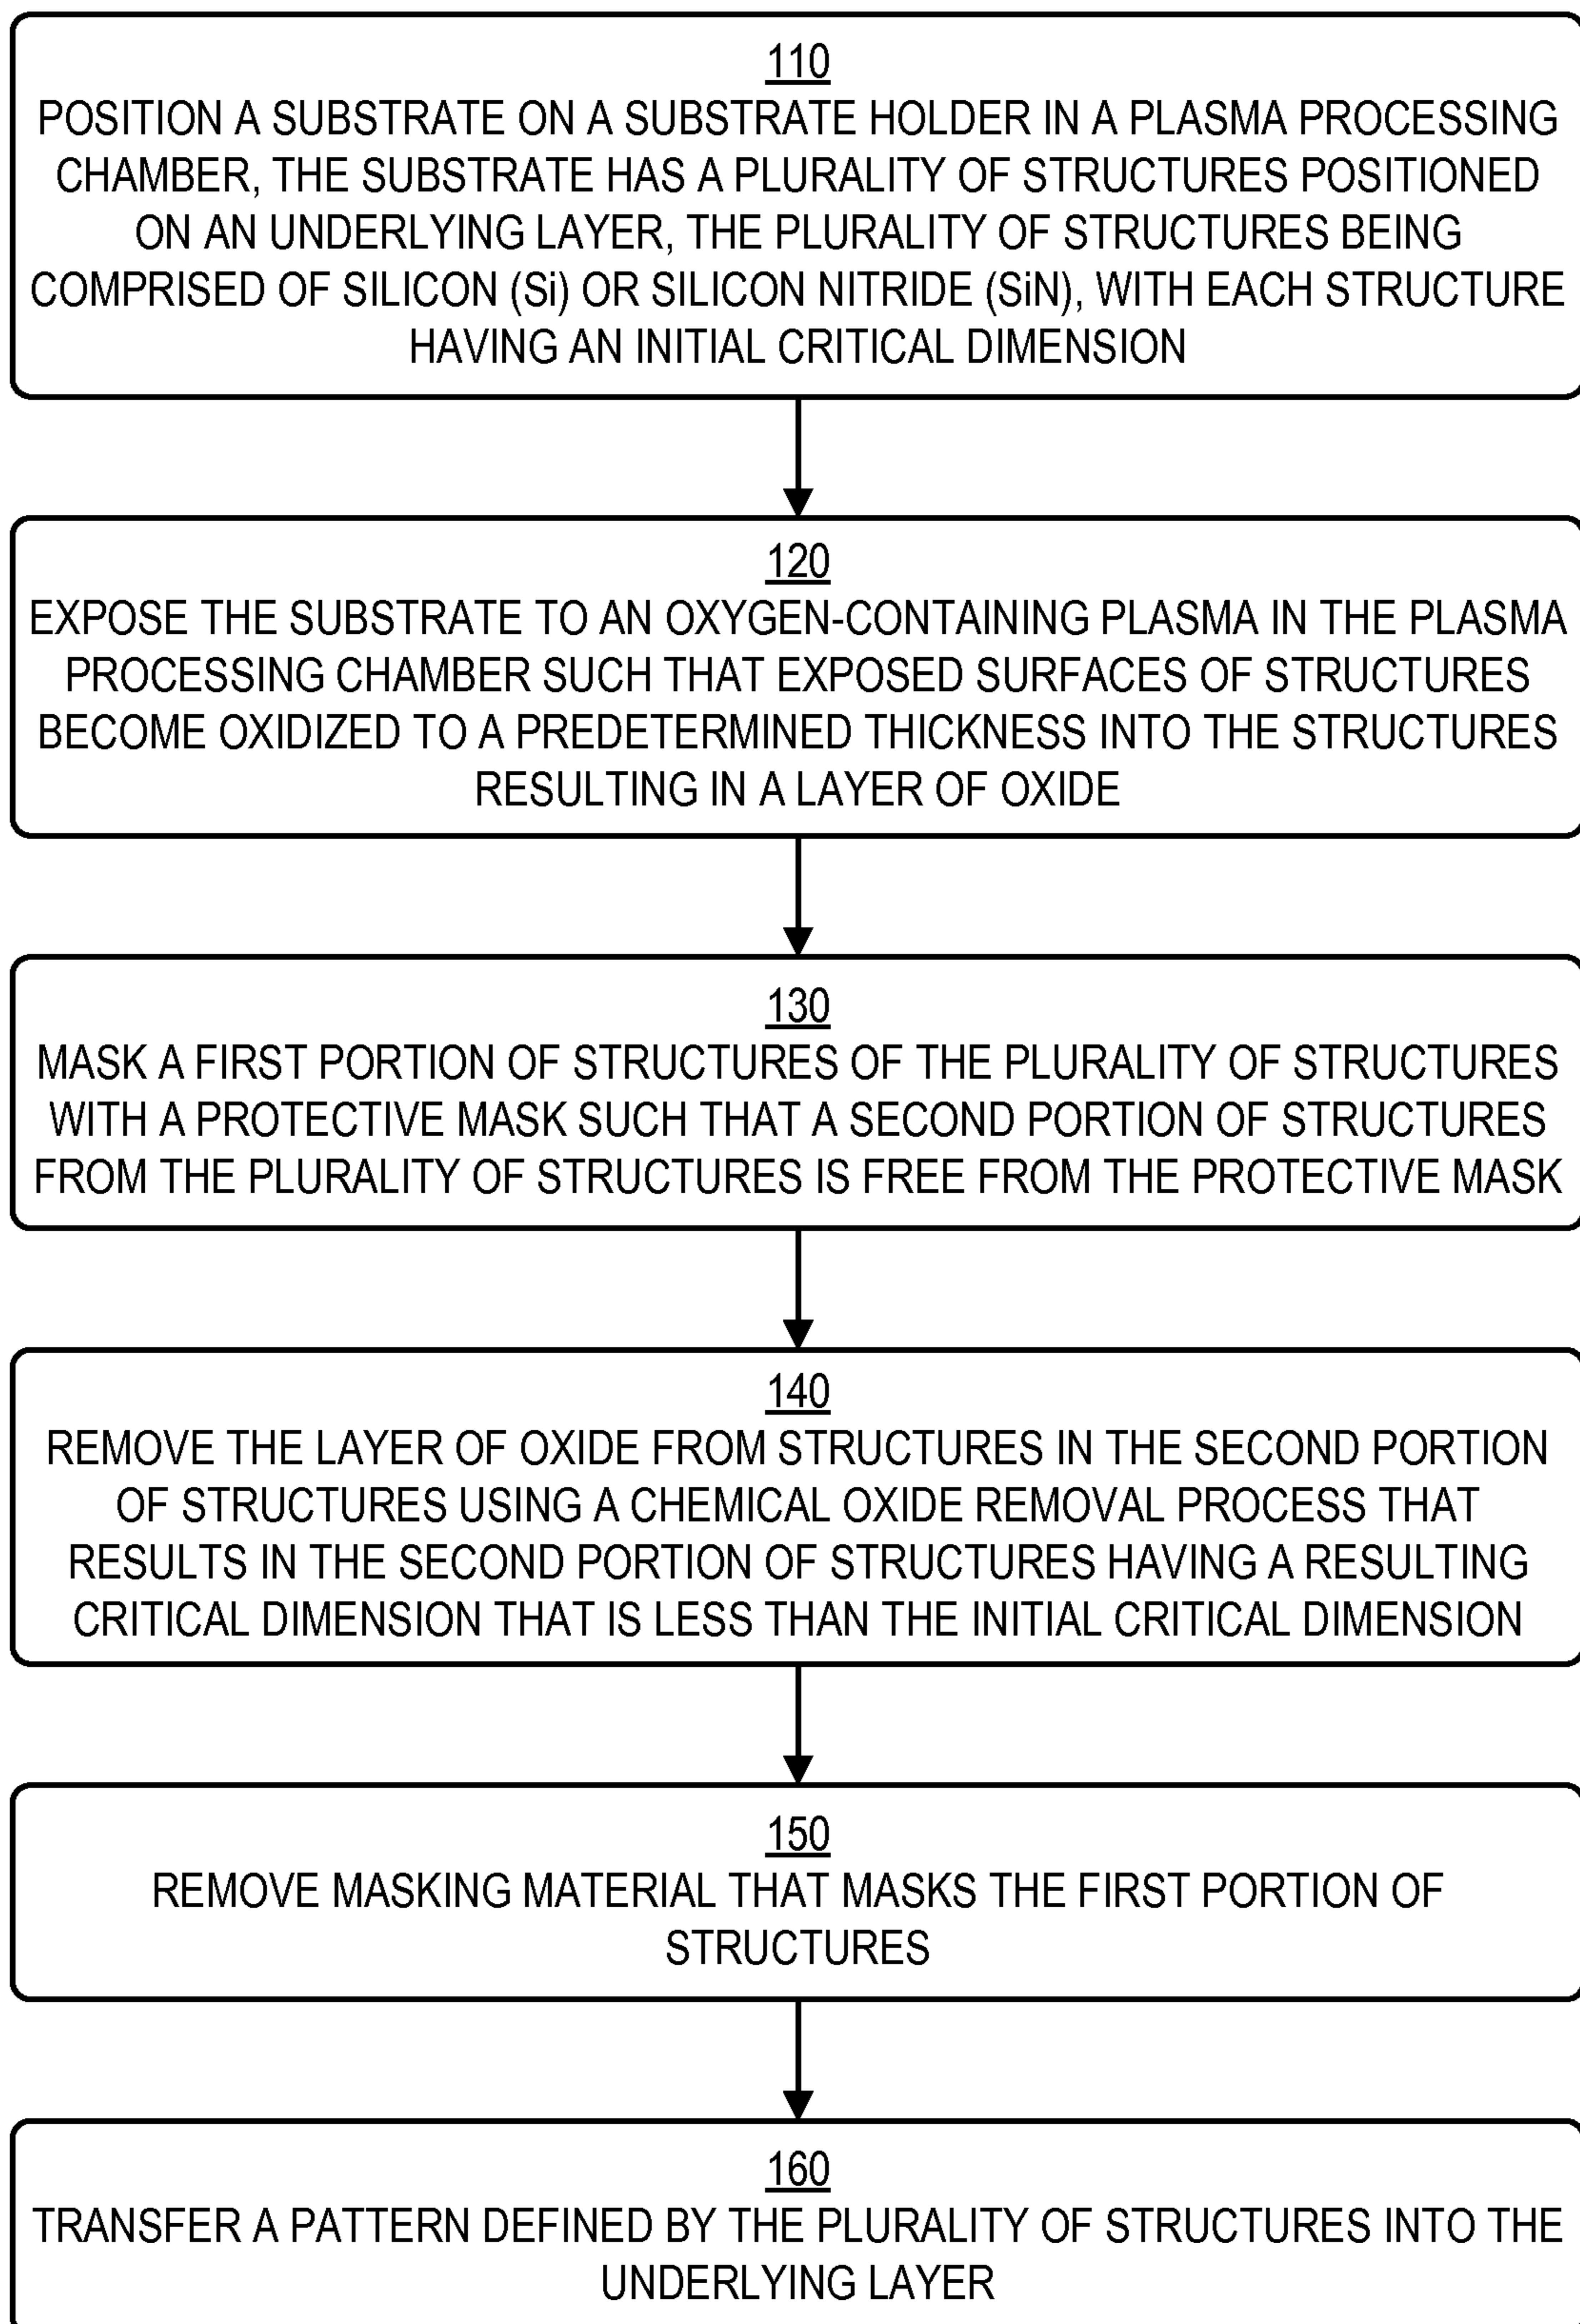 110
POSITION A SUBSTRATE ON A SUBSTRATE HOLDER IN A PLASMA PROCESSING
CHAMBER, THE SUBSTRATE HAS A PLURALITY OF STRUCTURES POSITIONED
ON AN UNDERLYING LAYER, THE PLURALITY OF STRUCTURES BEING
COMPRISED OF SILICON (Si) OR SILICON NITRIDE (SiN), WITH EACH STRUCTURE
HAVING AN INITIAL CRITICAL DIMENSION
120
EXPOSE THE SUBSTRATE TO AN OXYGEN-CONTAINING PLASMA IN THE PLASMA
PROCESSING CHAMBER SUCH THAT EXPOSED SURFACES OF STRUCTURES
BECOME OXIDIZED TO A PREDETERMINED THICKNESS INTO THE STRUCTURES
RESULTING IN A LAYER OF OXIDE
130
MASK A FIRST PORTION OF STRUCTURES OF THE PLURALITY OF STRUCTURES
WITH A PROTECTIVE MASK SUCH THAT A SECOND PORTION OF STRUCTURES
FROM THE PLURALITY OF STRUCTURES IS FREE FROM THE PROTECTIVE MASK
140
REMOVE THE LAYER OF OXIDE FROM STRUCTURES IN THE SECOND PORTION
OF STRUCTURES USING A CHEMICAL OXIDE REMOVAL PROCESS THAT
RESULTS IN THE SECOND PORTION OF STRUCTURES HAVING A RESULTING
CRITICAL DIMENSION THAT IS LESS THAN THE INITIAL CRITICAL DIMENSION
150
REMOVE MASKING MATERIAL THAT MASKS THE FIRST PORTION OF
STRUCTURES
160
TRANSFER A PATTERN DEFINED BY THE PLURALITY OF STRUCTURES INTO THE
UNDERLYING LAYER